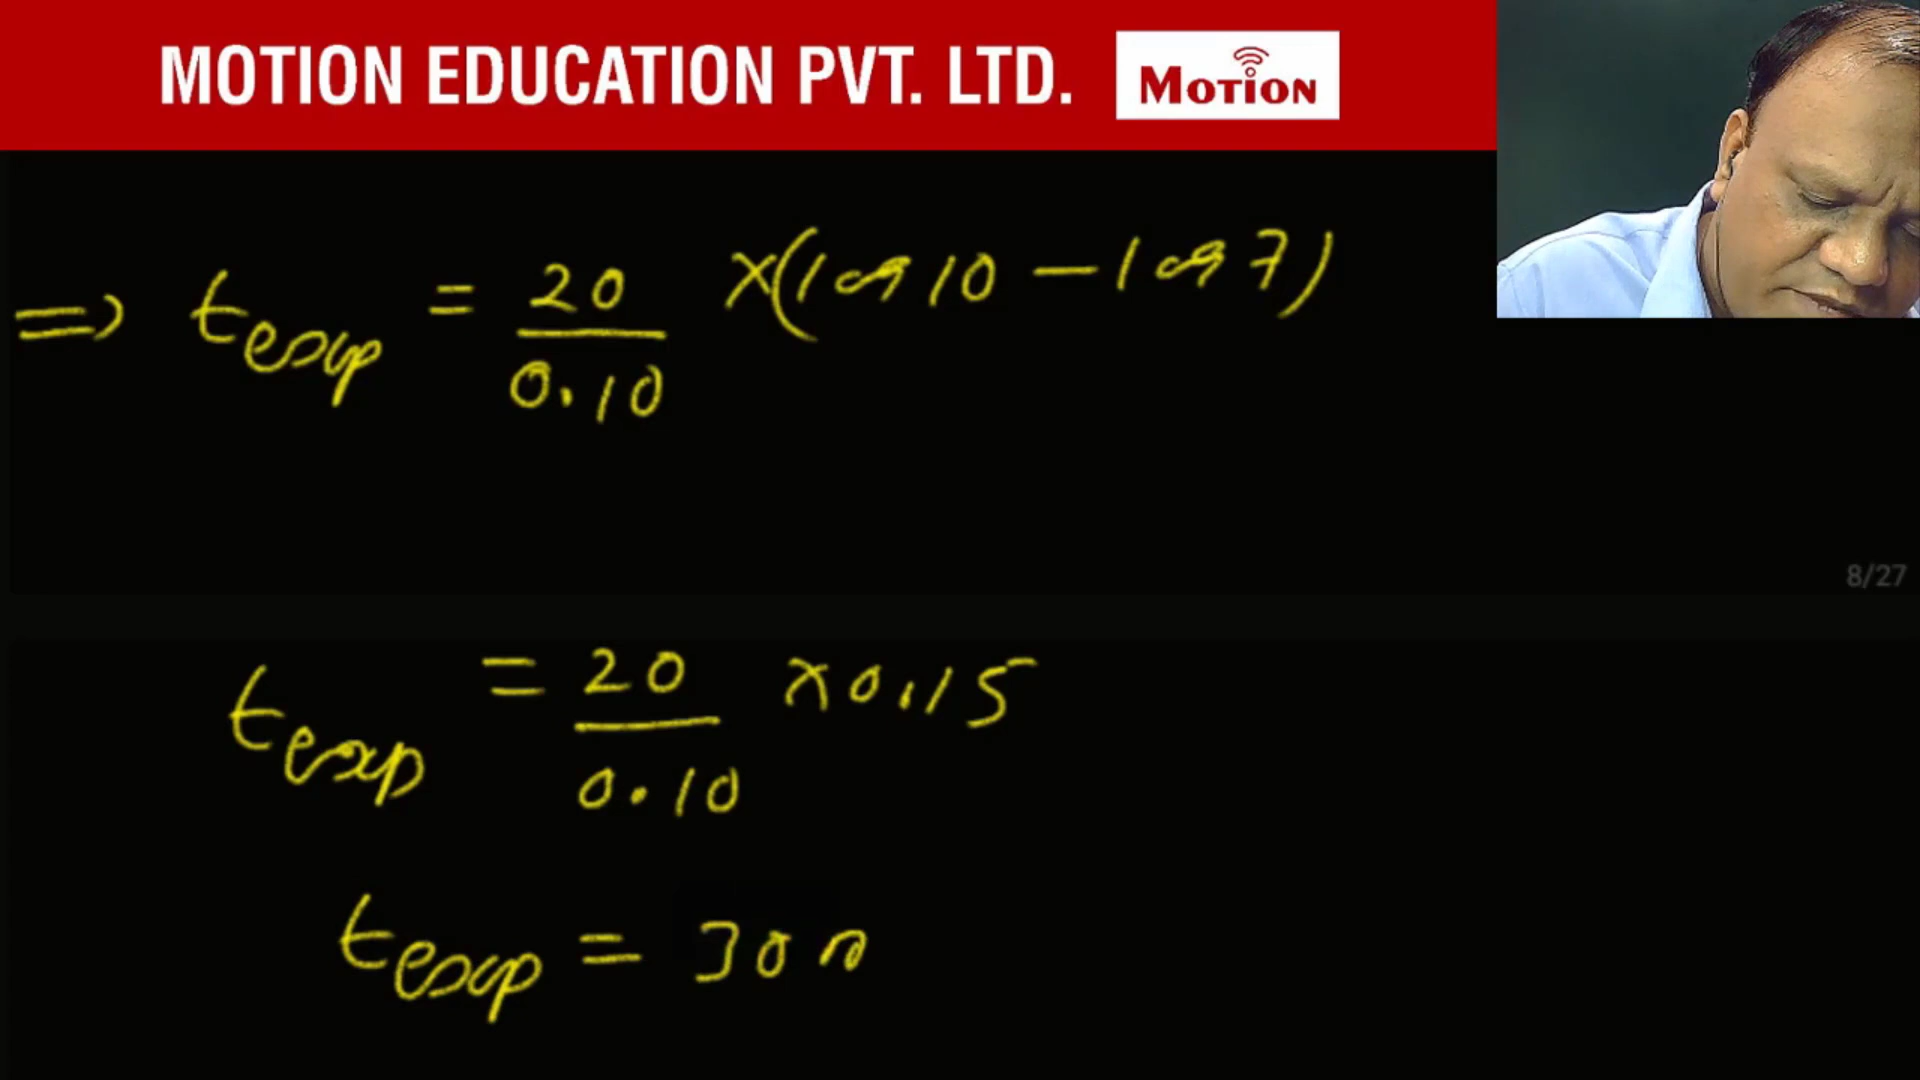 MOTION EDUCATION PVT. LTD. MOTION
=> t_exp = 20/0.10 ×(log 10 – log 7)
8/27
t_exp = 20/0.10 ×0.15
t_exp = 30